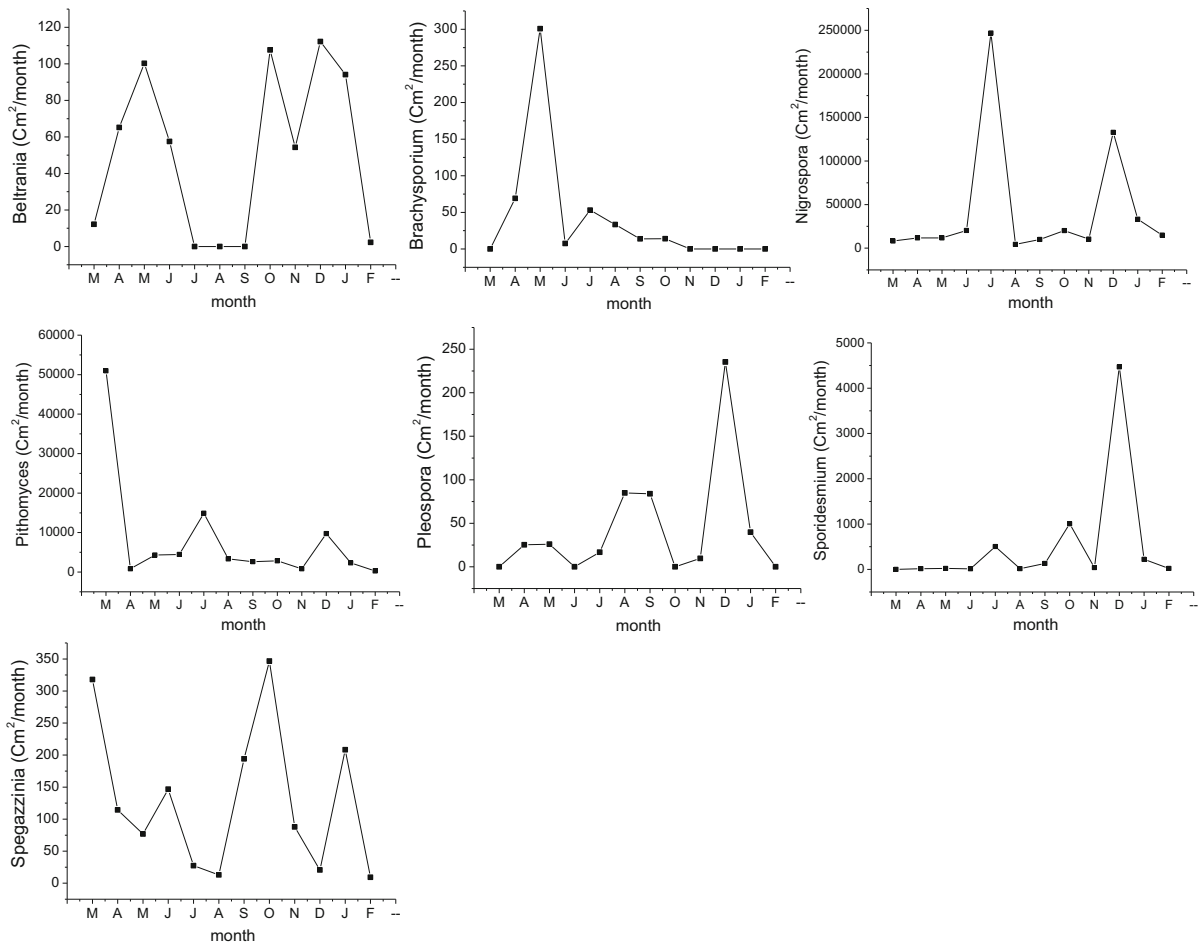 Beltrania (Cm²/month)
120
100
80
60
40
20
0
M A M J J A S O N D J F --
month
Brachysporium (Cm²/month)
300
250
200
150
100
50
0
M A M J J A S O N D J F --
month
Nigrospora (Cm²/month)
250000
200000
150000
100000
50000
0
M A M J J A S O N D J F --
month
Pithomyces (Cm²/month)
60000
50000
40000
30000
20000
10000
0
M A M J J A S O N D J F --
month
Pleospora (Cm²/month)
250
200
150
100
50
0
M A M J J A S O N D J F --
month
Sporidesmium (Cm²/month)
5000
4000
3000
2000
1000
0
M A M J J A S O N D J F --
month
Spegazzinia (Cm²/month)
350
300
250
200
150
100
50
0
M A M J J A S O N D J F --
month